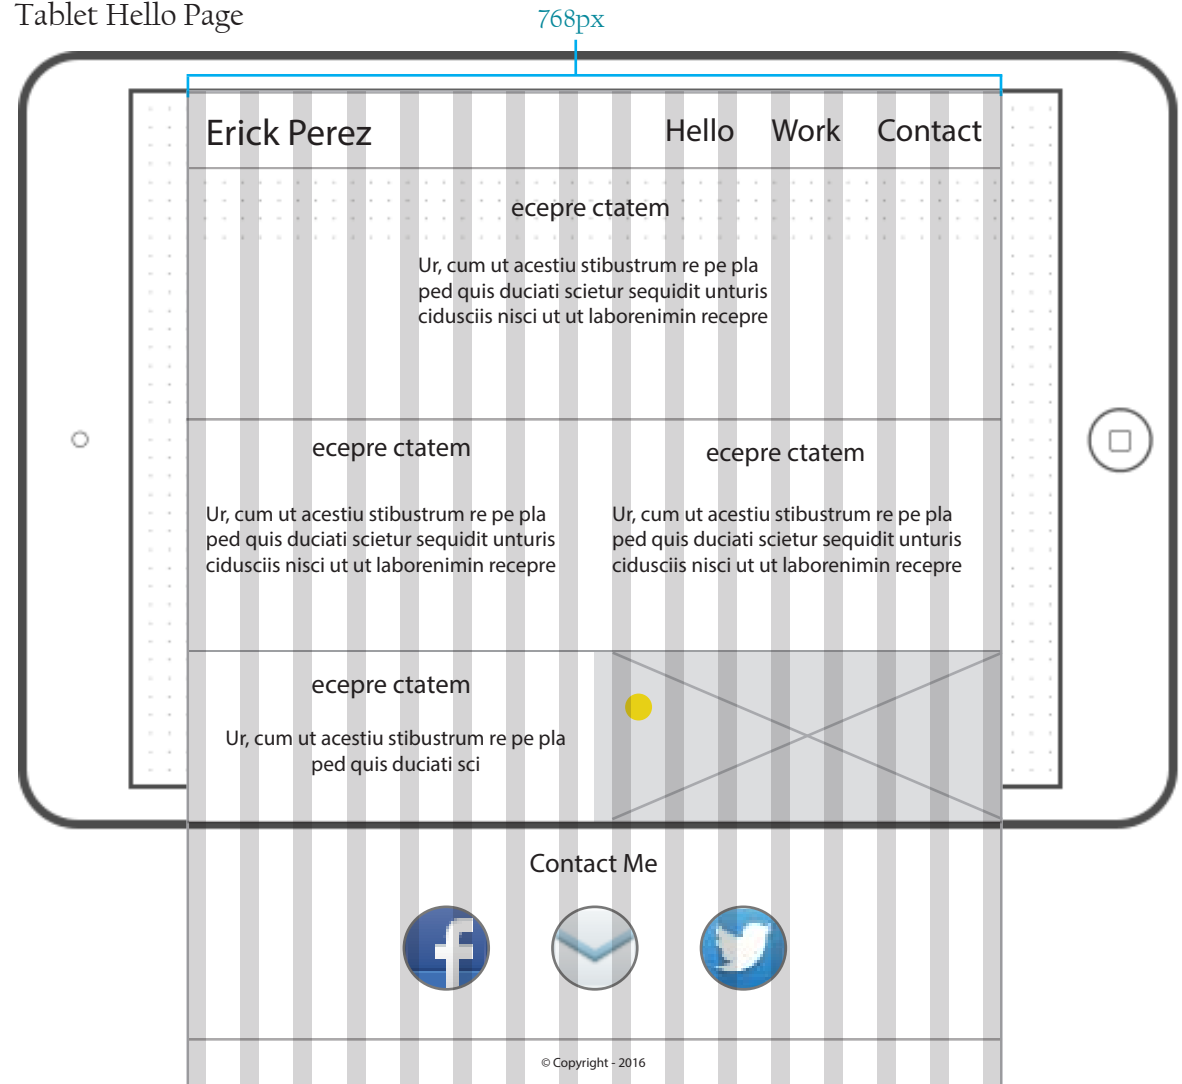 Tablet Hello Page
768px
Erick Perez
Hello Work Contact
ecepre ctatem
Ur, cum ut acestiu stibustrum re pe pla
ped quis duciati scietur sequidit unturis
cidusciis nisci ut ut laborenimin recepre
ecepre ctatem
Ur, cum ut acestiu stibustrum re pe pla
ped quis duciati scietur sequidit unturis
cidusciis nisci ut ut laborenimin recepre
ecepre ctatem
Ur, cum ut acestiu stibustrum re pe pla
ped quis duciati scietur sequidit unturis
cidusciis nisci ut ut laborenimin recepre
ecepre ctatem
Ur, cum ut acestiu stibustrum re pe pla
ped quis duciati sci
Contact Me
f
© Copyright - 2016